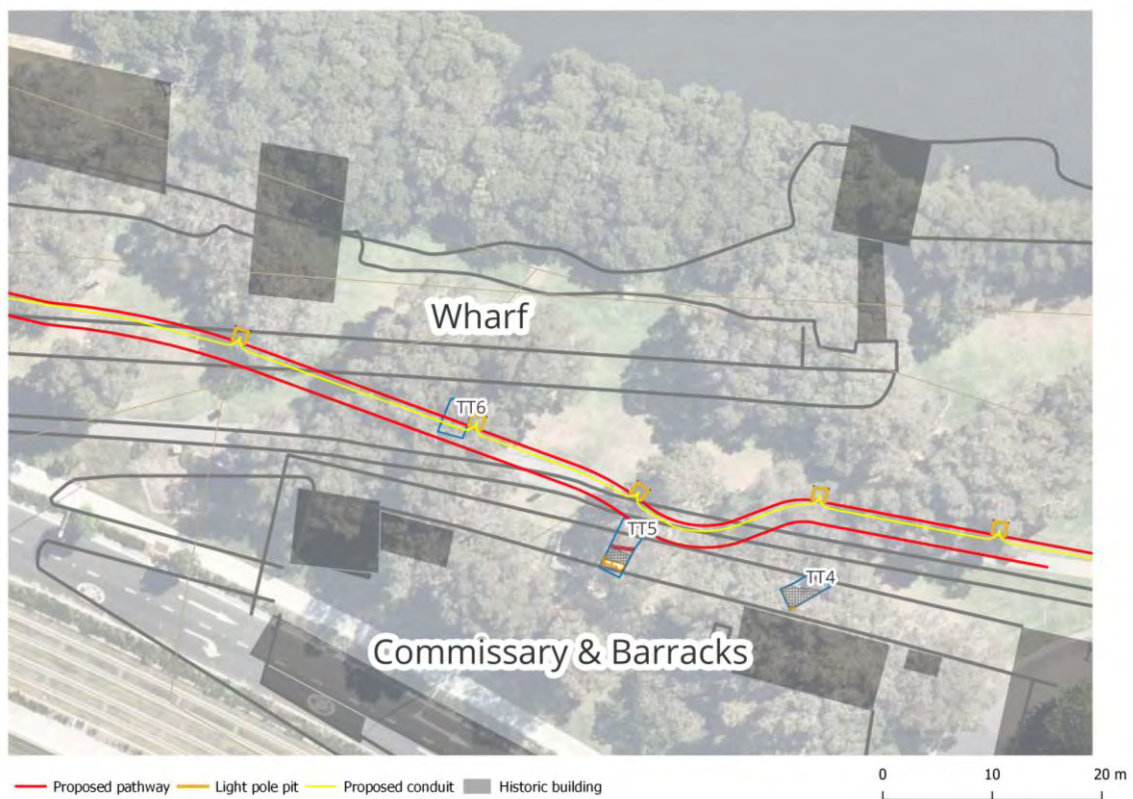 Wharf
TT6
TT5
TT4
Commissary & Barracks
Proposed pathway Light pole pit Proposed conduit Historic building
0 10 20 m